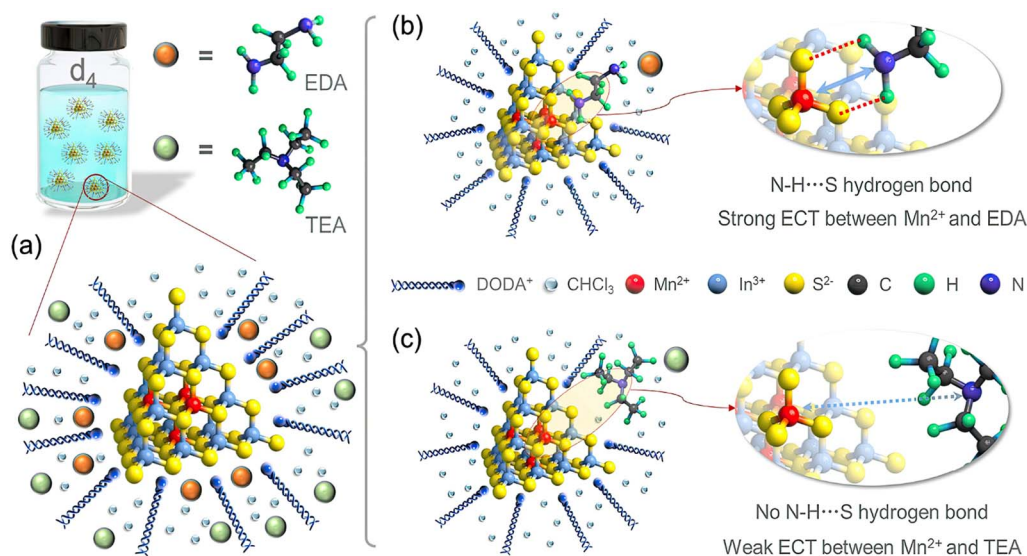 d₄
= EDA
= TEA
(a)
(b)
N-H···S hydrogen bond
Strong ECT between Mn²⁺ and EDA
DODA⁺ CHCl₃ Mn²⁺ In³⁺ S²⁻ C H N
(c)
No N-H···S hydrogen bond
Weak ECT between Mn²⁺ and TEA